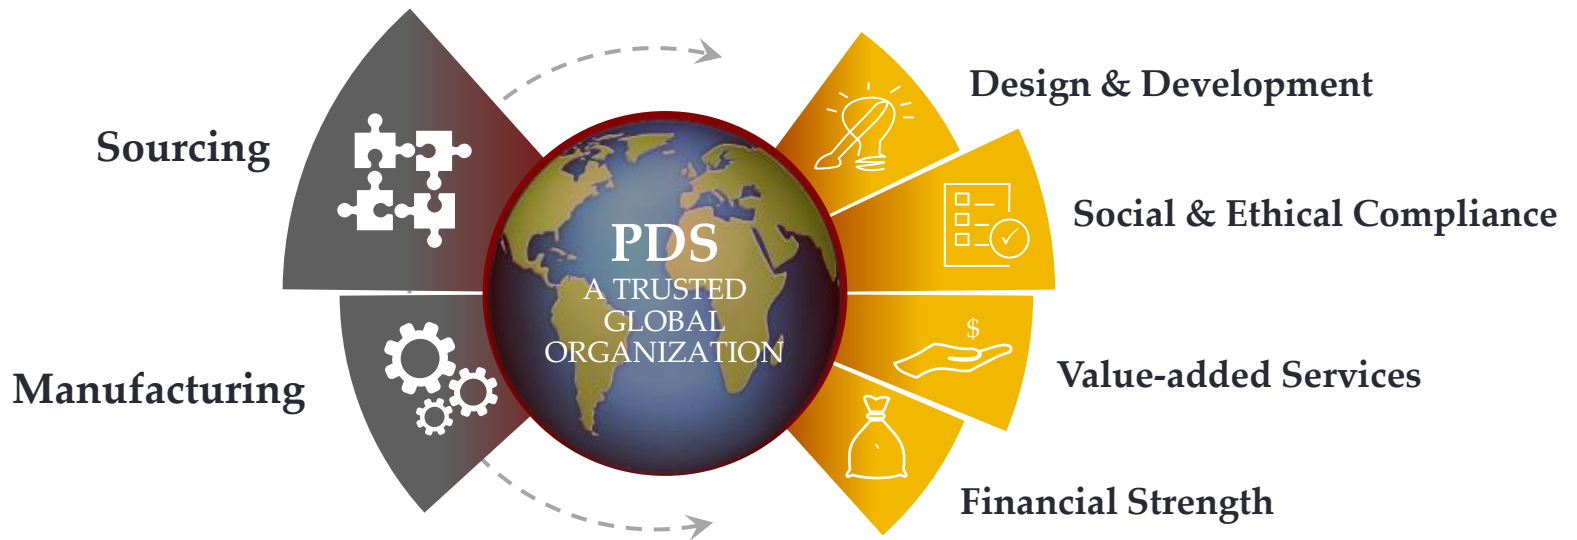 Design & Development
Sourcing
Social & Ethical Compliance
PDS
A TRUSTED
GLOBAL
ORGANIZATION
$
Value-added Services
Manufacturing
Financial Strength